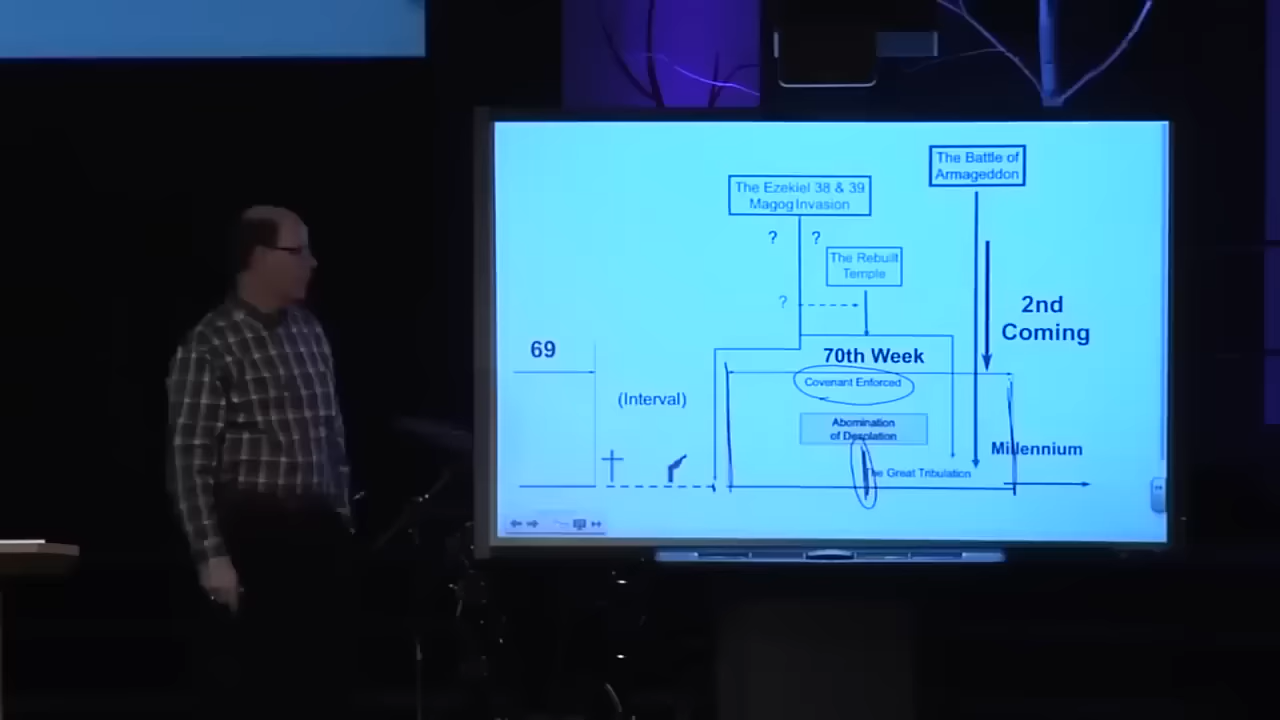 The Battle of
Armageddon
The Ezekiel 38 & 39
Magog Invasion
? ?
The Rebuilt
Temple
?
2nd
Coming
69
70th Week
Covenant Enforced
(Interval)
Abomination
of Desolation
Millennium
The Great Tribulation